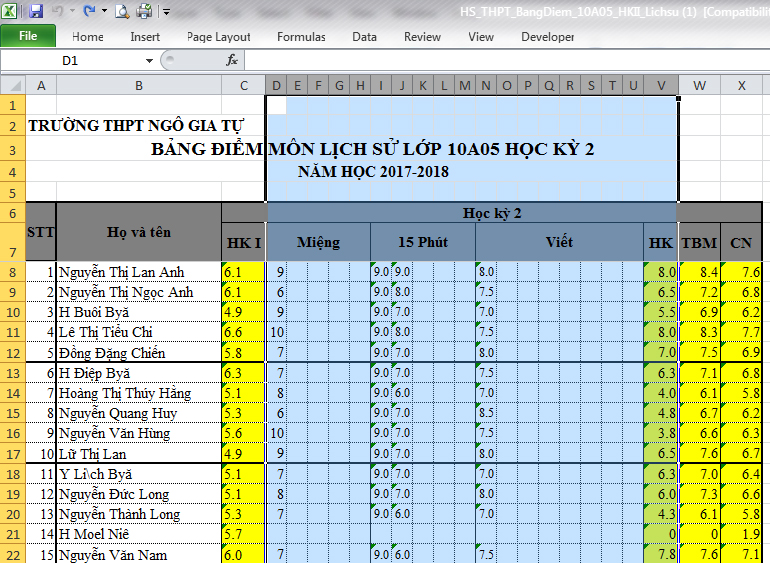 HS_THPT_BangDiem_10A05_HKII_Lichsu (1) [Compatibilit
File Home Insert Page Layout Formulas Data Review View Developer
D1 fx
A B C D E F G H I J K L M N O P Q R S T U V W X
1
2 TRƯỜNG THPT NGÔ GIA TỰ
3 BẢNG ĐIỂM MÔN LỊCH SỬ LỚP 10A05 HỌC KỲ 2
4 NĂM HỌC 2017-2018
5
6 Học kỳ 2
7 STT Họ và tên HK I Miệng 15 Phút Viết HK TBM CN
8 1 Nguyễn Thị Lan Anh 6.1 9 9.0 9.0 8.0 8.0 8.4 7.6
9 2 Nguyễn Thị Ngọc Anh 6.1 6 9.0 8.0 7.5 6.5 7.2 6.8
10 3 H Buôi Byă 4.9 9 9.0 7.0 7.0 5.5 6.9 6.2
11 4 Lê Thị Tiểu Chi 6.6 10 9.0 8.0 7.5 8.0 8.3 7.7
12 5 Đồng Đặng Chiến 5.8 7 9.0 7.0 8.0 7.0 7.5 6.9
13 6 H Điệp Byă 6.3 7 9.0 7.0 7.5 6.3 7.1 6.8
14 7 Hoàng Thị Thúy Hằng 5.1 8 9.0 6.0 7.0 4.0 6.1 5.8
15 8 Nguyễn Quang Huy 5.3 6 9.0 7.0 8.5 4.8 6.7 6.2
16 9 Nguyễn Văn Hùng 5.6 10 9.0 7.0 7.5 3.8 6.6 6.3
17 10 Lữ Thị Lan 4.9 9 9.0 7.0 8.0 6.5 7.6 6.7
18 11 Y Lich Byă 5.1 7 9.0 7.0 7.0 6.3 7.0 6.4
19 12 Nguyễn Đức Long 5.1 8 9.0 7.0 8.0 6.0 7.3 6.6
20 13 Nguyễn Thành Long 5.3 7 9.0 6.0 7.0 4.3 6.1 5.8
21 14 H Moel Niê 5.7 0 0 1.9
22 15 Nguyễn Văn Nam 6.0 7 9.0 6.0 7.5 7.8 7.6 7.1